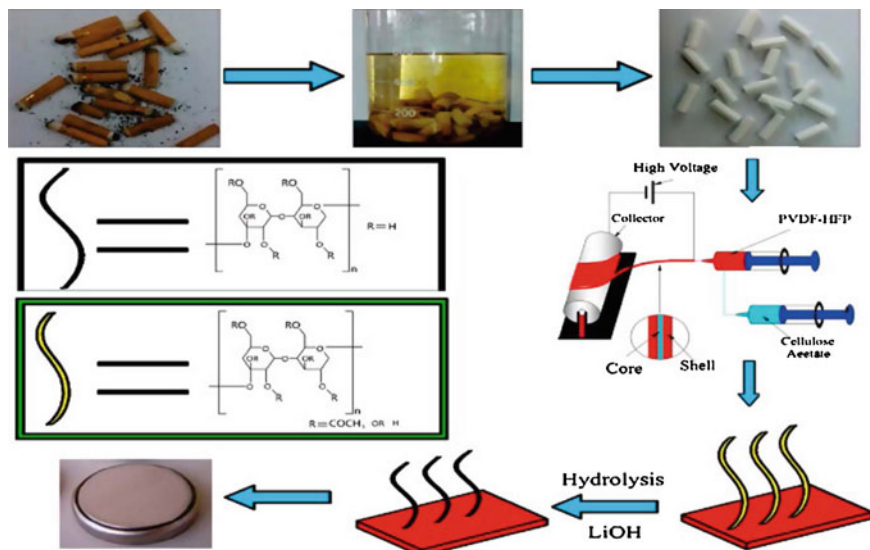 200
High Voltage
Collector
PVDF-HFP
Cellulose
Acetate
Core
Shell
RO
RO
OR
OR
R
R
n
R=H
RO
RO
OR
OR
R
R
n
R=COCH, OR H
Hydrolysis
LiOH